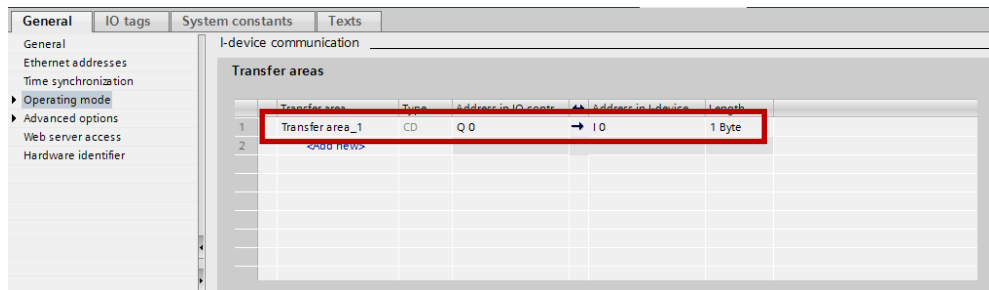 General IO tags System constants Texts
General
Ethernet addresses
Time synchronization
Operating mode
Advanced options
Web server access
Hardware identifier
I-device communication
Transfer areas
Transfer area Type Address in IO contr... Address in I-device Length
1 Transfer area_1 CD Q 0 → I 0 1 Byte
2 <Add new>